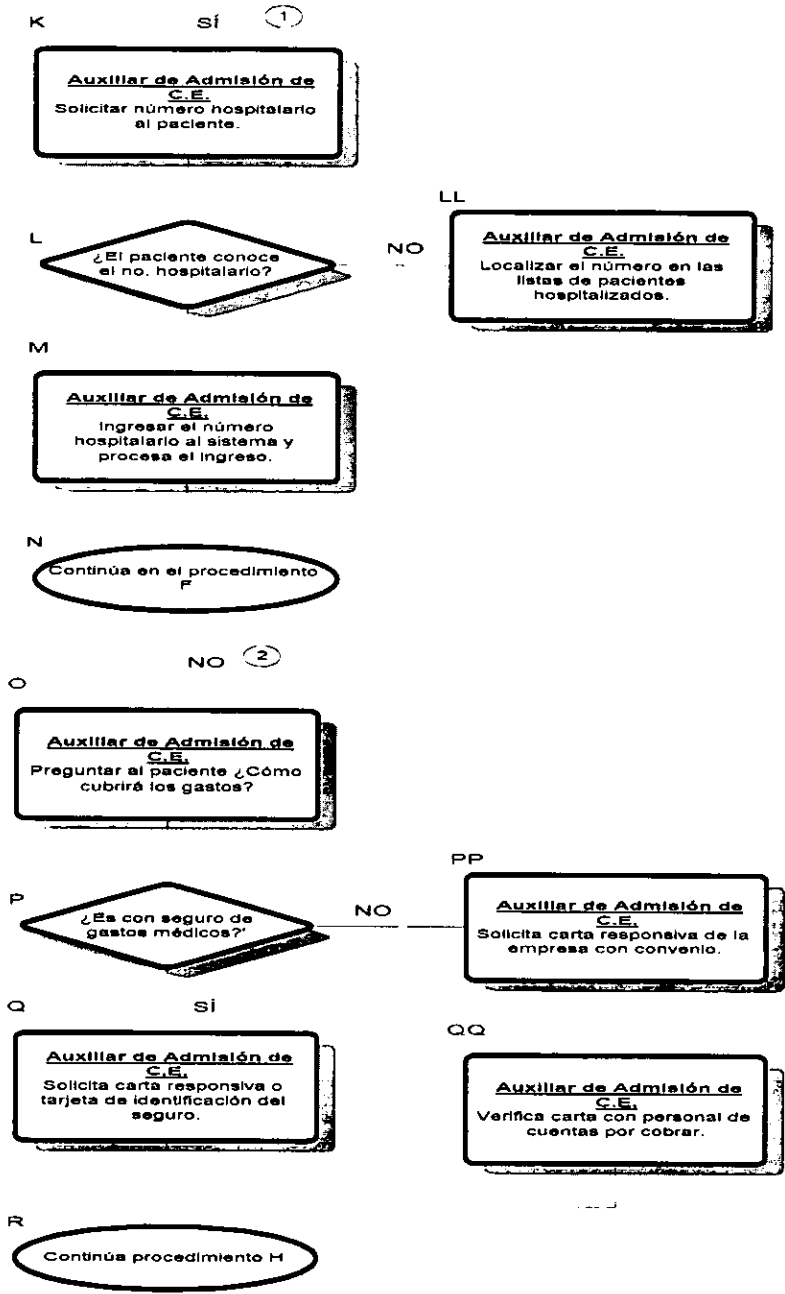 K SÍ 1
Auxiliar de Admisión de
C.E.
Solicitar número hospitalario
al paciente.
L
¿El paciente conoce
el no. hospitalario?
NO
LL
Auxiliar de Admisión de
C.E.
Localizar el número en las
listas de pacientes
hospitalizados.
M
Auxiliar de Admisión de
C.E.
Ingresar el número
hospitalario al sistema y
procesa el ingreso.
N
Continúa en el procedimiento
F
NO 2
O
Auxiliar de Admisión de
C.E.
Preguntar al paciente ¿Cómo
cubrirá los gastos?
P
¿Es con seguro de
gastos médicos?'
NO
PP
Auxiliar de Admisión de
C.E.
Solicita carta responsiva de la
empresa con convenio.
Q SÍ
Auxiliar de Admisión de
C.E.
Solicita carta responsiva o
tarjeta de identificación del
seguro.
QQ
Auxiliar de Admisión de
C.E.
Verifica carta con personal de
cuentas por cobrar.
R
Continúa procedimiento H